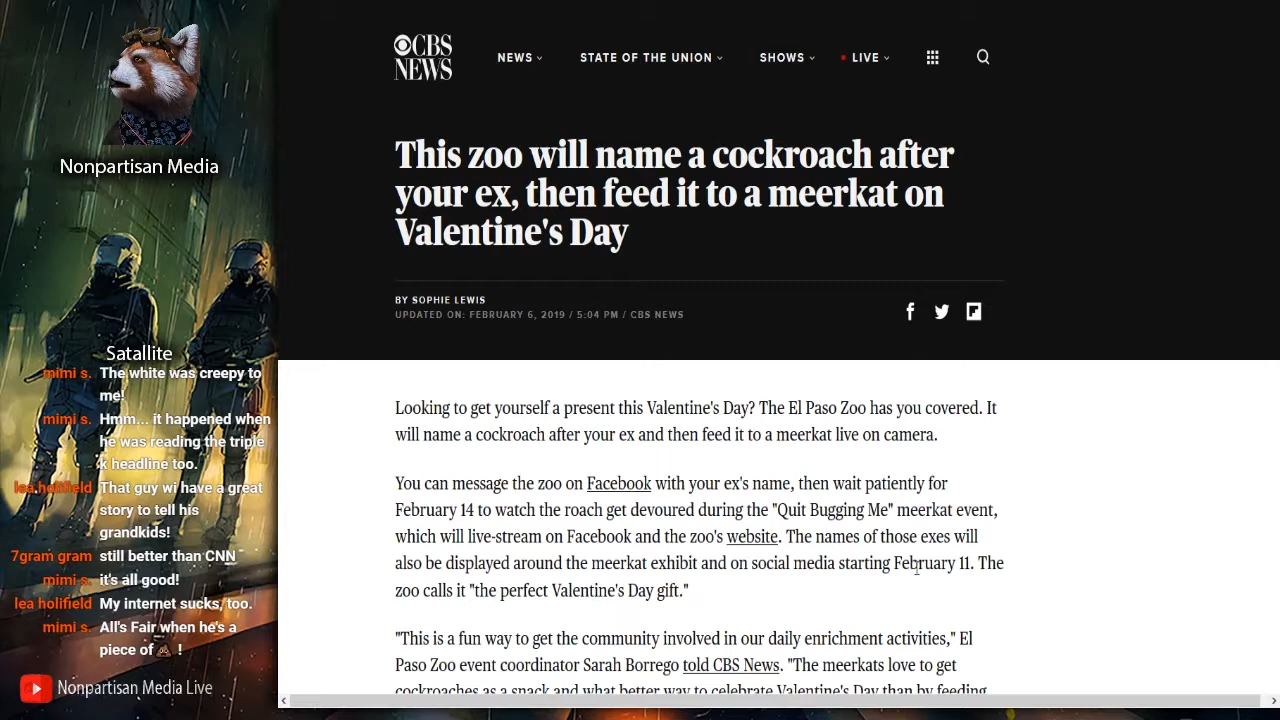 Nonpartisan Media
Satallite
mimi s. The white was creepy to
me!
mimi s. Hmm... it happened when
he was reading the triple
k headline too.
lea holifield That guy wi have a great
story to tell his
grandkids!
7gram gram still better than CNN
mimi s. it's all good!
lea holifield My internet sucks, too.
mimi s. All's Fair when he's a
piece of💩 !
Nonpartisan Media Live
CBS
NEWS
NEWS STATE OF THE UNION SHOWS LIVE
This zoo will name a cockroach after
your ex, then feed it to a meerkat on
Valentine's Day
BY SOPHIE LEWIS
UPDATED ON: FEBRUARY 6, 2019 / 5:04 PM / CBS NEWS
Looking to get yourself a present this Valentine's Day? The El Paso Zoo has you covered. It
will name a cockroach after your ex and then feed it to a meerkat live on camera.
You can message the zoo on Facebook with your ex's name, then wait patiently for
February 14 to watch the roach get devoured during the "Quit Bugging Me" meerkat event,
which will live-stream on Facebook and the zoo's website. The names of those exes will
also be displayed around the meerkat exhibit and on social media starting February 11. The
zoo calls it "the perfect Valentine's Day gift."
"This is a fun way to get the community involved in our daily enrichment activities," El
Paso Zoo event coordinator Sarah Borrego told CBS News. "The meerkats love to get
cockroaches as a snack and what better way to celebrate Valentine's Day than by feeding